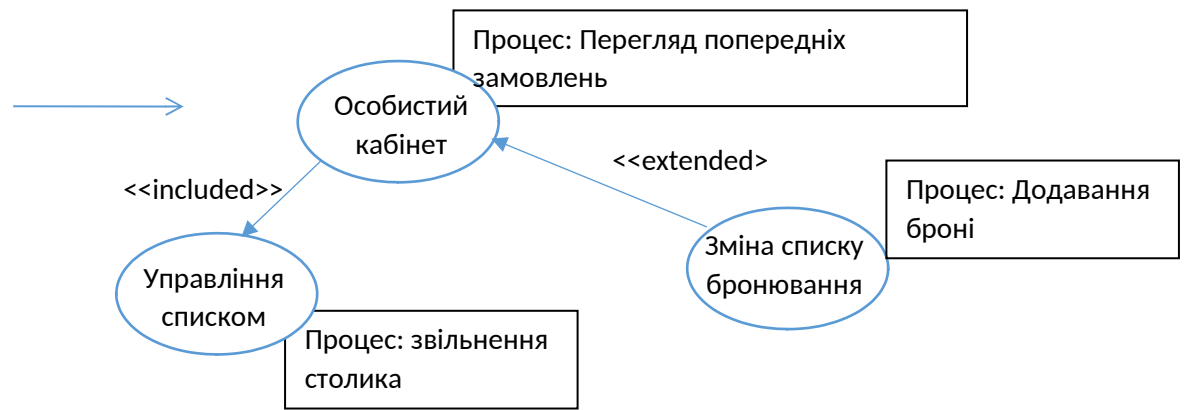 Процес: Перегляд попередніх
замовлень
Особистий
кабінет
<<extended>
<<included>>
Процес: Додавання
броні
Зміна списку
бронювання
Управління
списком
Процес: звільнення
столика